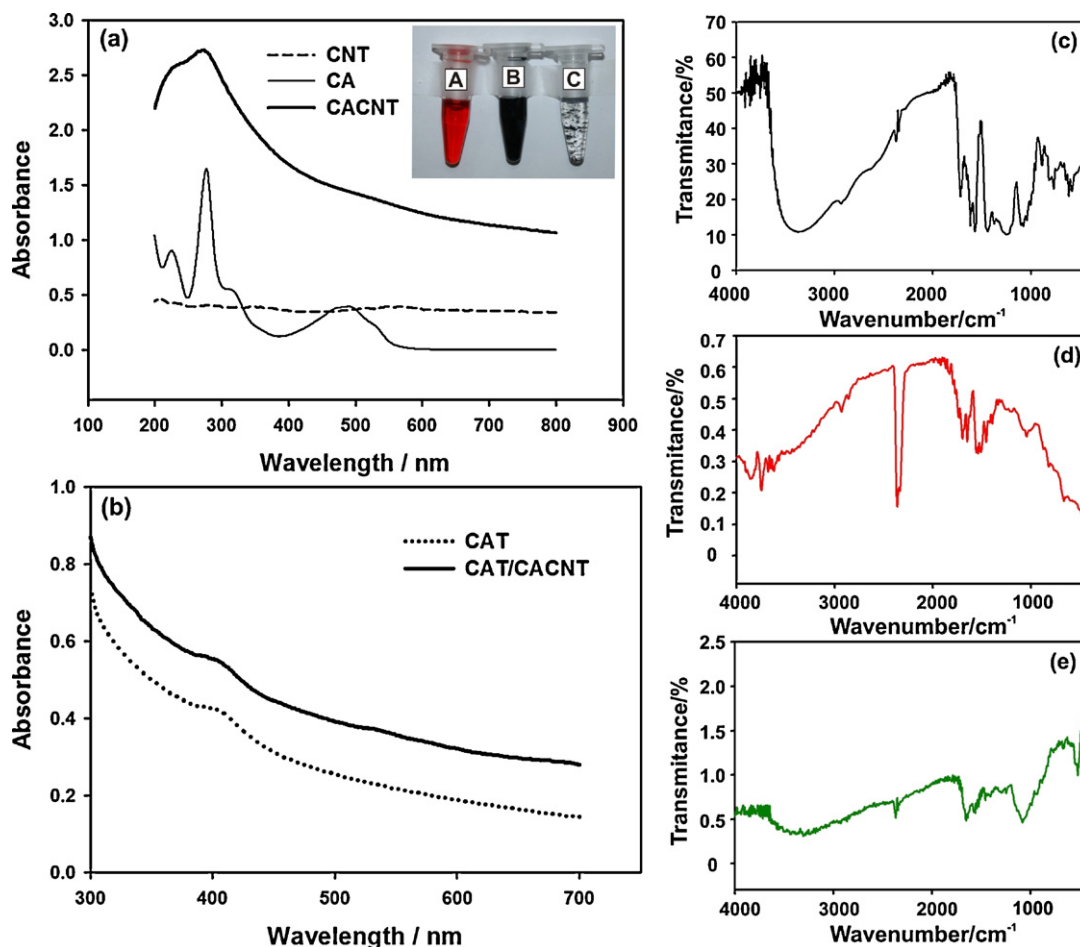 (a)
CNT
CA
CACNT
A B C
3.0
2.5
2.0
1.5
1.0
0.5
0.0
Absorbance
100 200 300 400 500 600 700 800 900
Wavelength / nm
(b)
CAT
CAT/CACNT
1.0
0.8
0.6
0.4
0.2
0.0
Absorbance
300 400 500 600 700
Wavelength / nm
(c)
70
60
50
40
30
20
10
0
Transmitance/%
4000 3000 2000 1000
Wavenumber/cm⁻¹
(d)
0.7
0.6
0.5
0.4
0.3
0.2
0.1
0
Transmitance/%
4000 3000 2000 1000
Wavenumber/cm⁻¹
(e)
2.5
2.0
1.5
1.0
0.5
0
Transmitance/%
4000 3000 2000 1000
Wavenumber/cm⁻¹